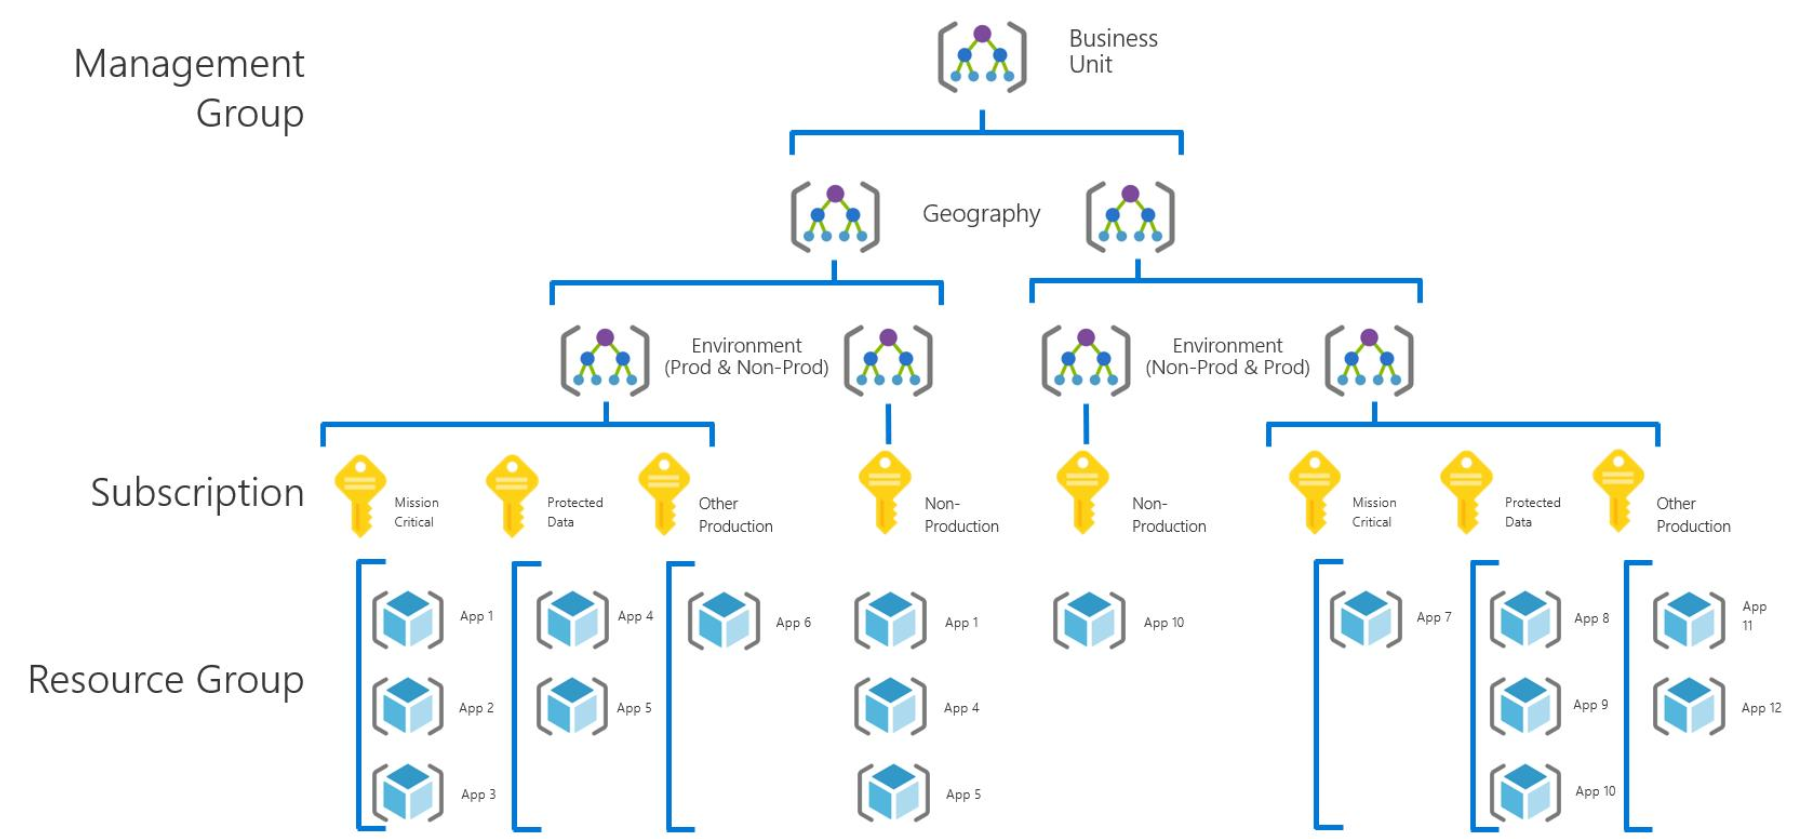 Management
Group
Business
Unit
Geography
Environment
(Prod & Non-Prod)
Environment
(Non-Prod & Prod)
Subscription
Mission
Critical
Protected
Data
Other
Production
Non-
Production
Non-
Production
Mission
Critical
Protected
Data
Other
Production
Resource Group
App 1
App 2
App 3
App 4
App 5
App 6
App 1
App 4
App 5
App 10
App 7
App 8
App 9
App 10
App
11
App 12